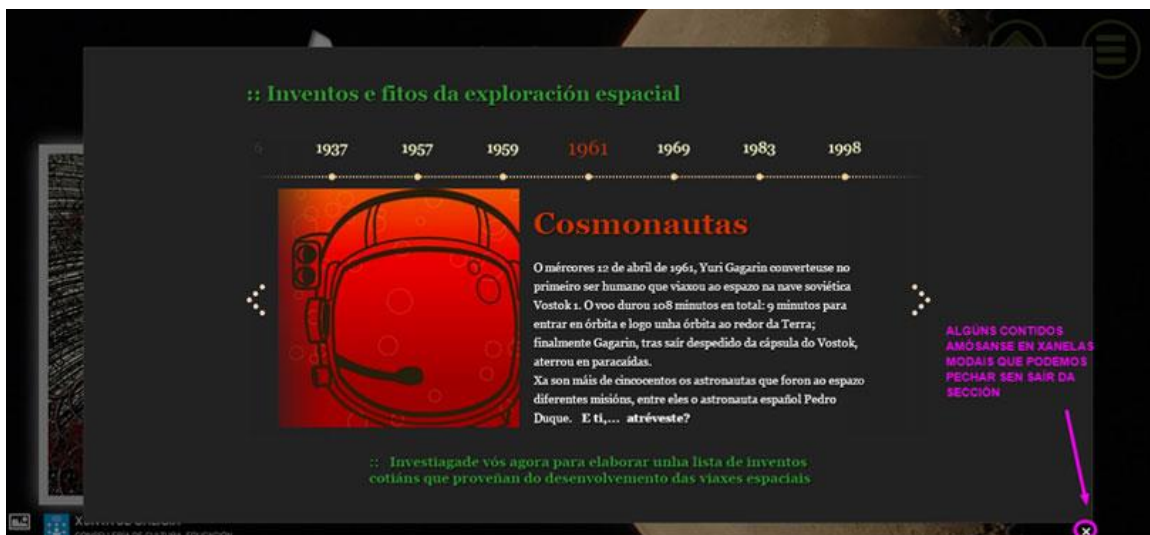 :: Inventos e fitos da exploración espacial
6 1937 1957 1959 1961 1969 1983 1998
Cosmonautas
O mércores 12 de abril de 1961, Yuri Gagarin converteuse no
primeiro ser humano que viaxou ao espazo na nave soviética
Vostok 1. O voo durou 108 minutos en total: 9 minutos para
entrar en órbita e logo unha órbita ao redor da Terra;
finalmente Gagarin, tras saír despedido da cápsula do Vostok,
aterrou en paracaídas.
Xa son máis de cincocentos os astronautas que foron ao espazo
diferentes misións, entre eles o astronauta español Pedro
Duque. E ti,... atréveste?
ALGÚNS CONTIDOS
AMÓSANSE EN XANELAS
MODAIS QUE PODEMOS
PECHAR SEN SAÍR DA
SECCIÓN
:: Investiagade vós agora para elaborar unha lista de inventos
cotiáns que proveñan do desenvolvemento das viaxes espaciais